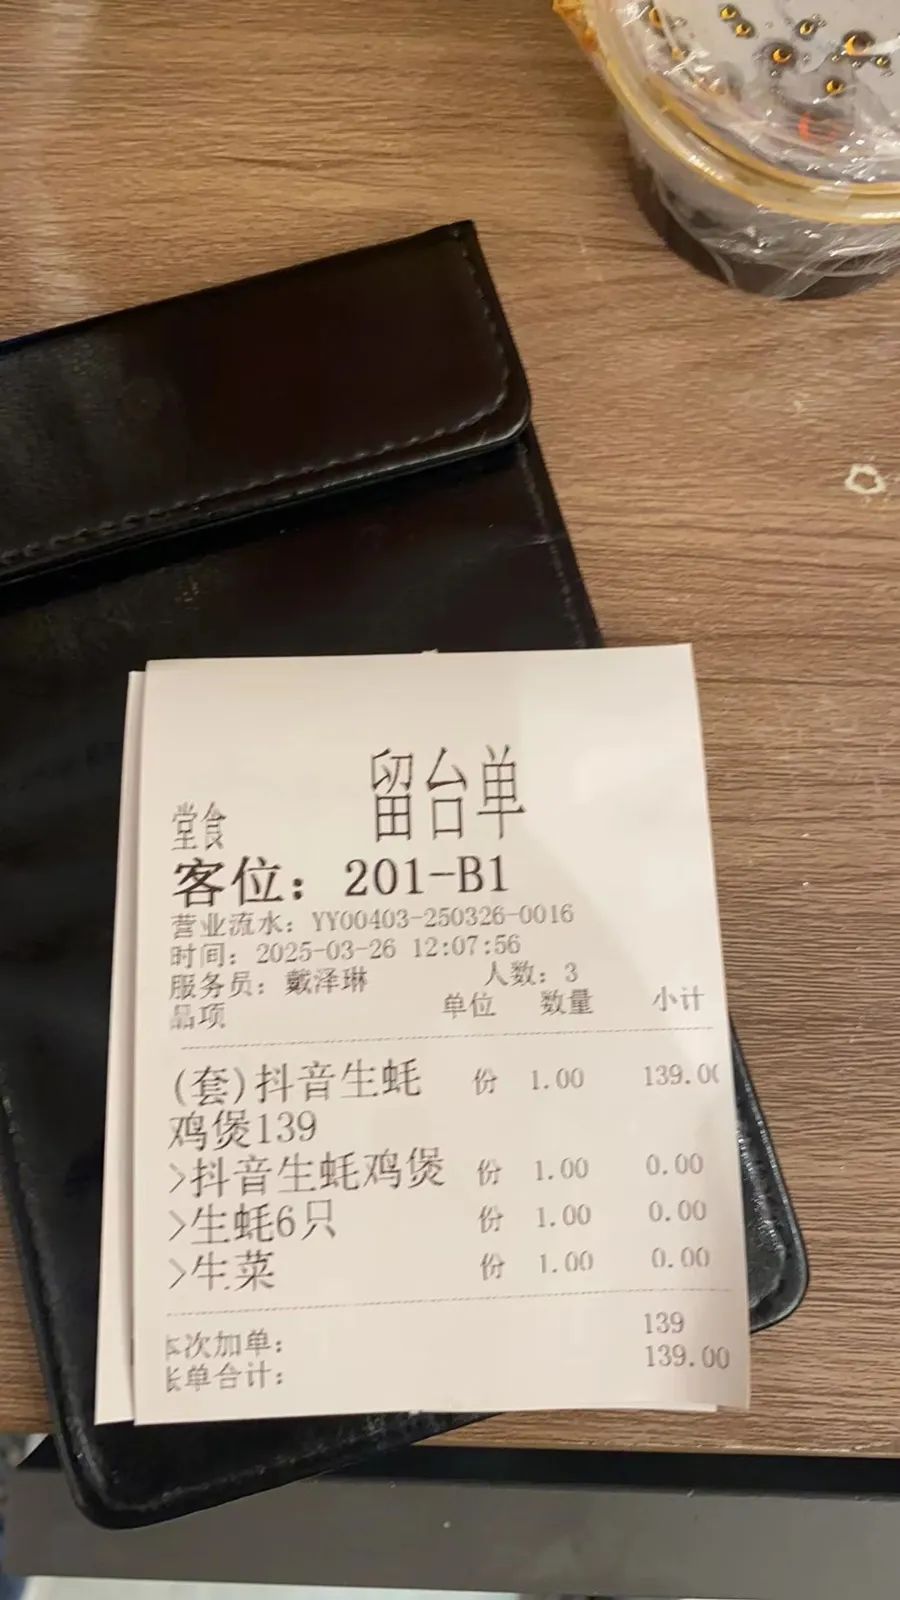 留台单
堂食
客位：201-B1
营业流水：YY00403-250326-0016
时间：2025-03-26 12:07:56
服务员：戴泽琳 人数：3
品项 单位 数量 小计
(套)抖音生蚝 份 1.00 139.00
鸡煲139
>抖音生蚝鸡煲 份 1.00 0.00
>生蚝6只 份 1.00 0.00
>生菜 份 1.00 0.00
本次加单： 139
账单合计： 139.00